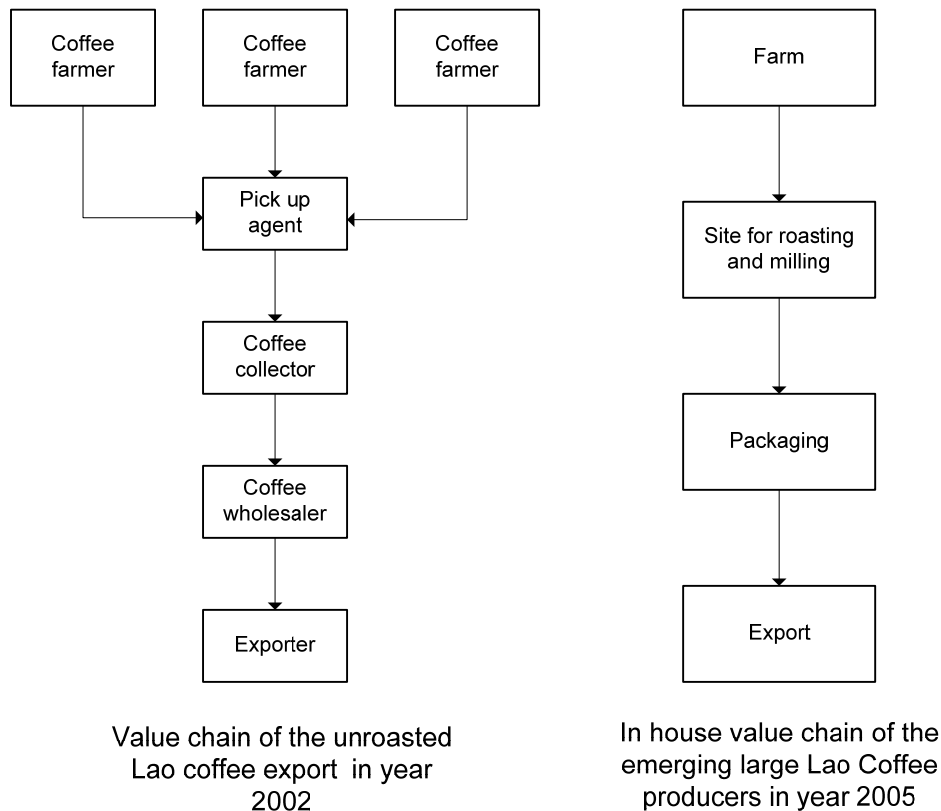 Coffee
farmer
Coffee
farmer
Coffee
farmer
Pick up
agent
Coffee
collector
Coffee
wholesaler
Exporter
Value chain of the unroasted
Lao coffee export in year
2002
Farm
Site for roasting
and milling
Packaging
Export
In house value chain of the
emerging large Lao Coffee
producers in year 2005